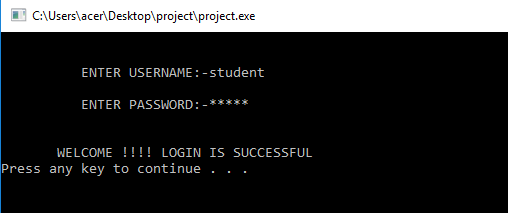 C:\Users\acer\Desktop\project\project.exe
ENTER USERNAME:-student
ENTER PASSWORD:-*****
WELCOME !!!! LOGIN IS SUCCESSFUL
Press any key to continue . . .